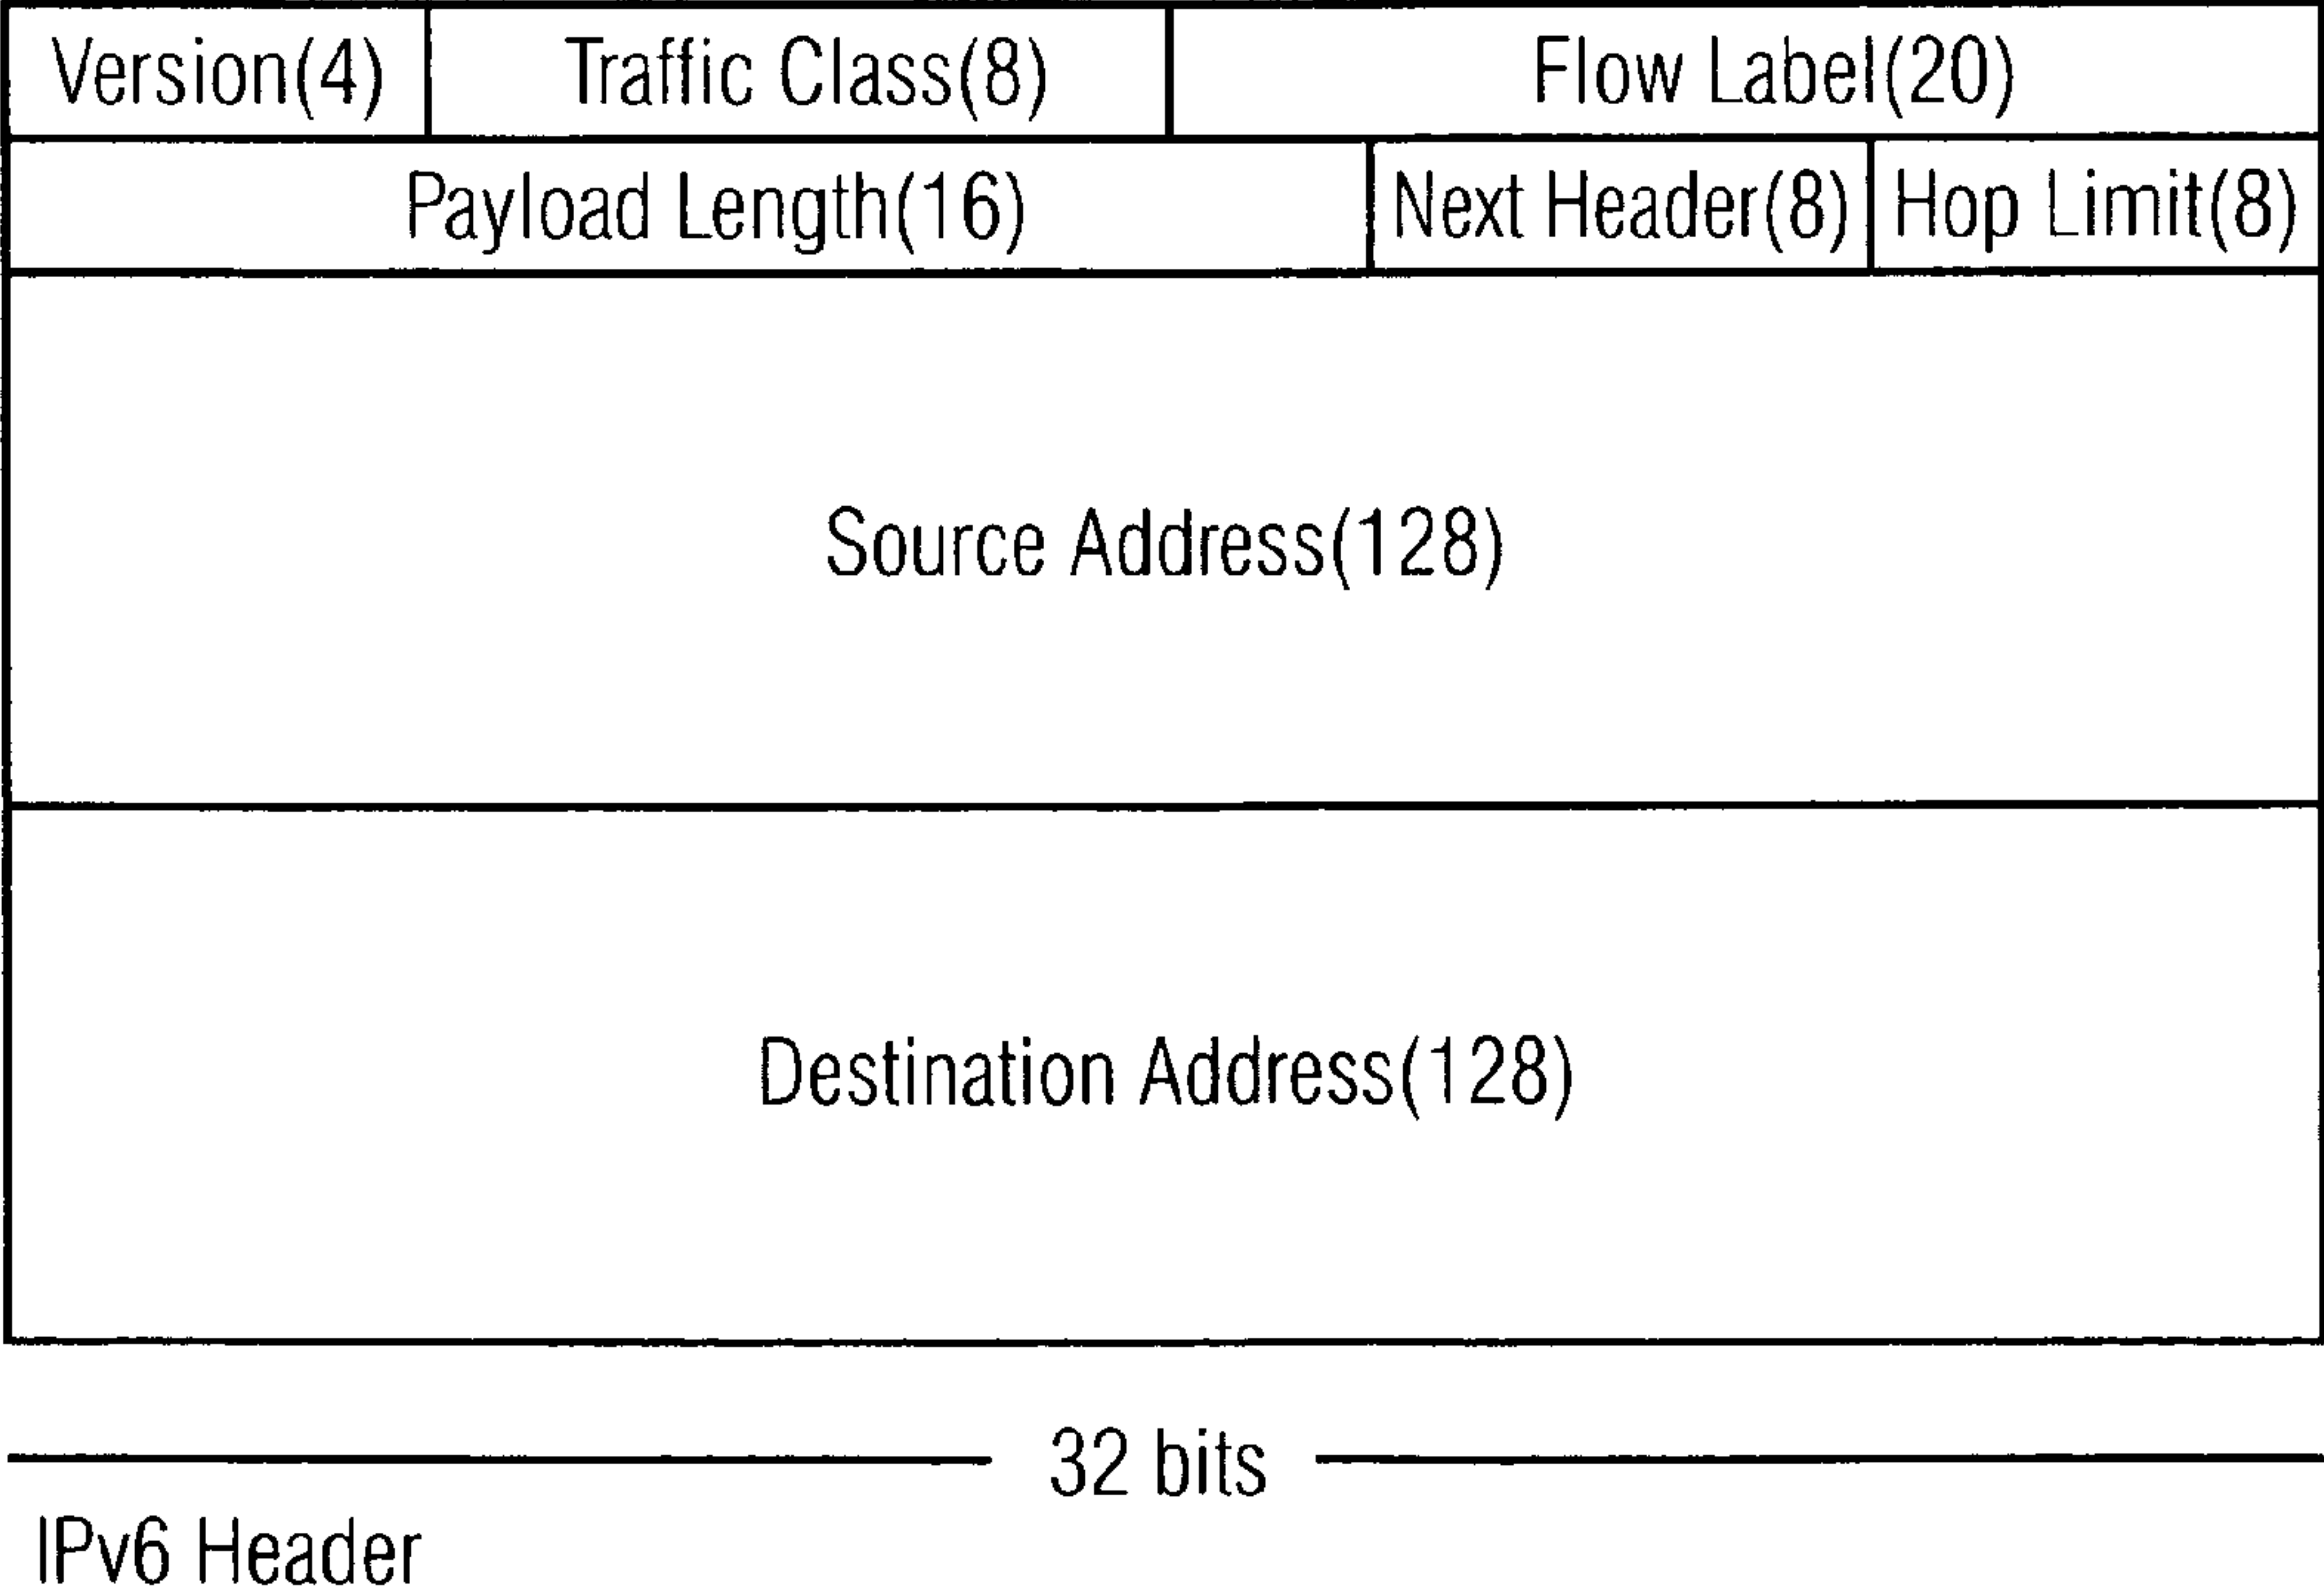 Version(4) Traffic Class(8) Flow Label(20)
Payload Length(16) Next Header(8) Hop Limit(8)
Source Address(128)
Destination Address(128)
32 bits
IPv6 Header